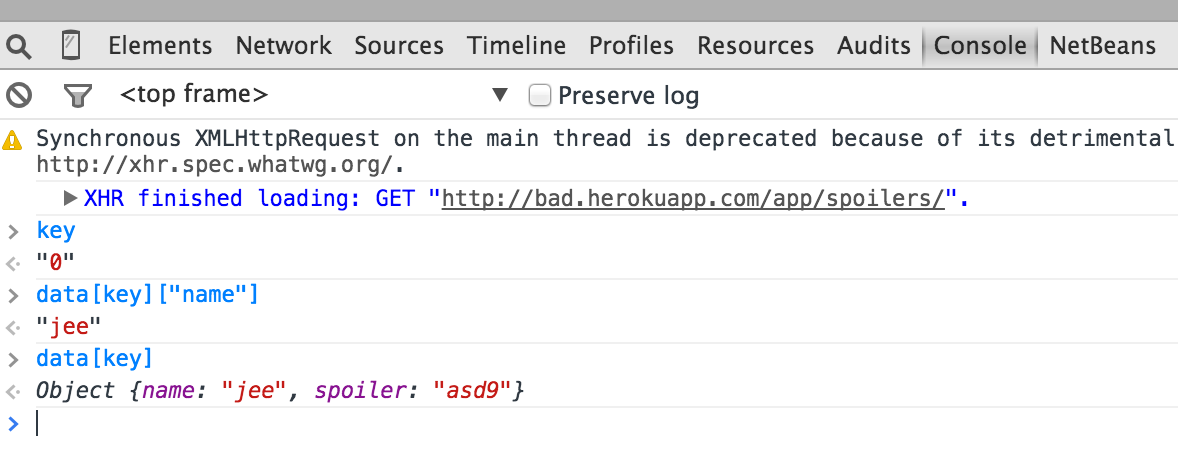 Elements Network Sources Timeline Profiles Resources Audits Console NetBeans
<top frame> ▼ Preserve log
Synchronous XMLHttpRequest on the main thread is deprecated because of its detrimental
http://xhr.spec.whatwg.org/.
▶ XHR finished loading: GET "http://bad.herokuapp.com/app/spoilers/".
> key
"0"
> data[key]["name"]
"jee"
> data[key]
Object {name: "jee", spoiler: "asd9"}
>